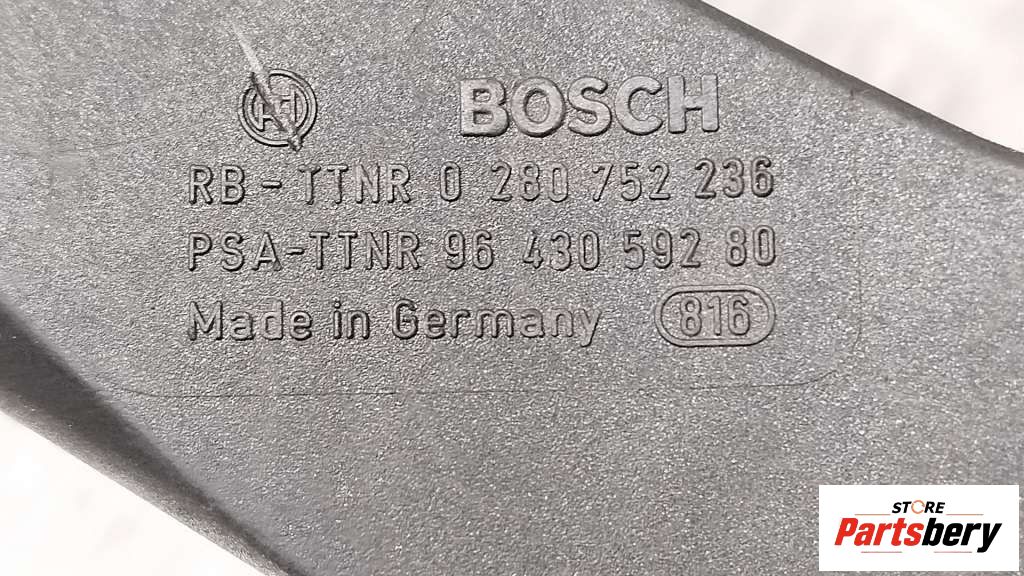 BOSCH
RB-TTNR 0 280 752 236
PSA-TTNR 96 430 592 80
Made in Germany 816
STORE
Partsbery